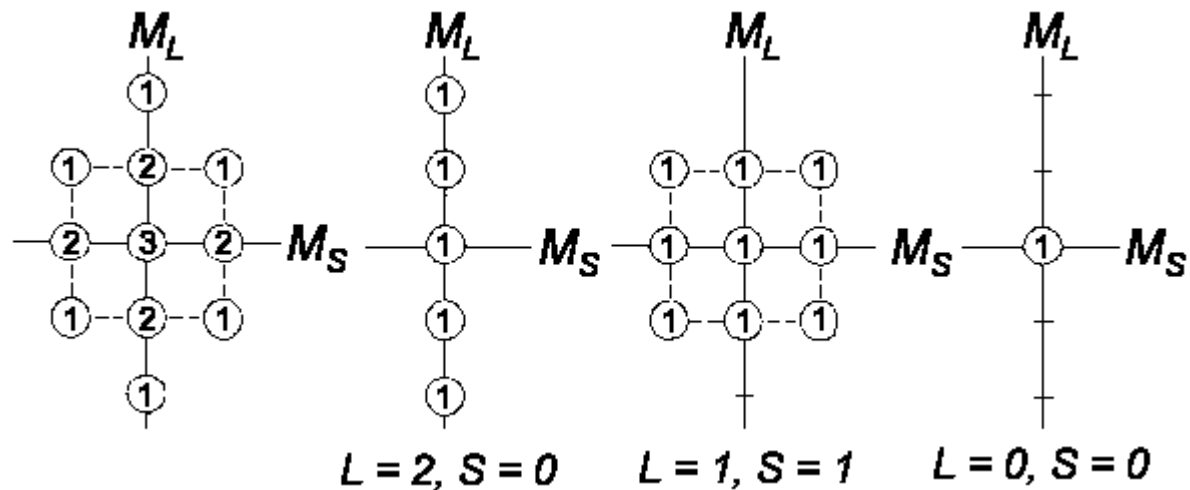 M_L M_L M_L M_L
1 1
1 2 1 1 1 1 1
2 3 2 M_S 1 M_S 1 1 1 M_S 1 M_S
1 2 1 1 1 1 1
1 1
L = 2, S = 0 L = 1, S = 1 L = 0, S = 0